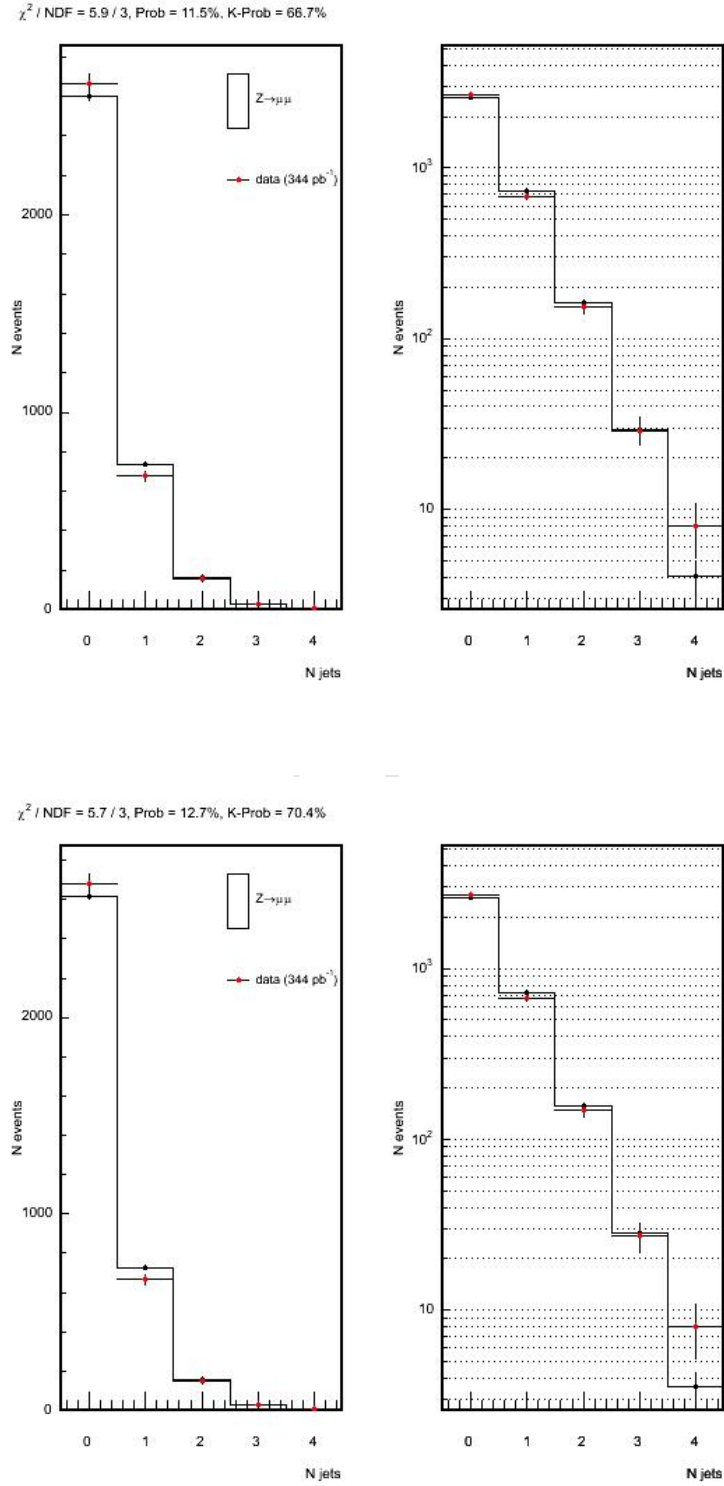 χ² / NDF = 5.9 / 3, Prob = 11.5%, K-Prob = 66.7%
N events
2000
1000
0
Z→μμ
data (344 pb⁻¹)
0 1 2 3 4
N jets
N events
10³
10²
10
0 1 2 3 4
N jets
χ² / NDF = 5.7 / 3, Prob = 12.7%, K-Prob = 70.4%
N events
2000
1000
0
Z→μμ
data (344 pb⁻¹)
0 1 2 3 4
N jets
N events
10³
10²
10
0 1 2 3 4
N jets